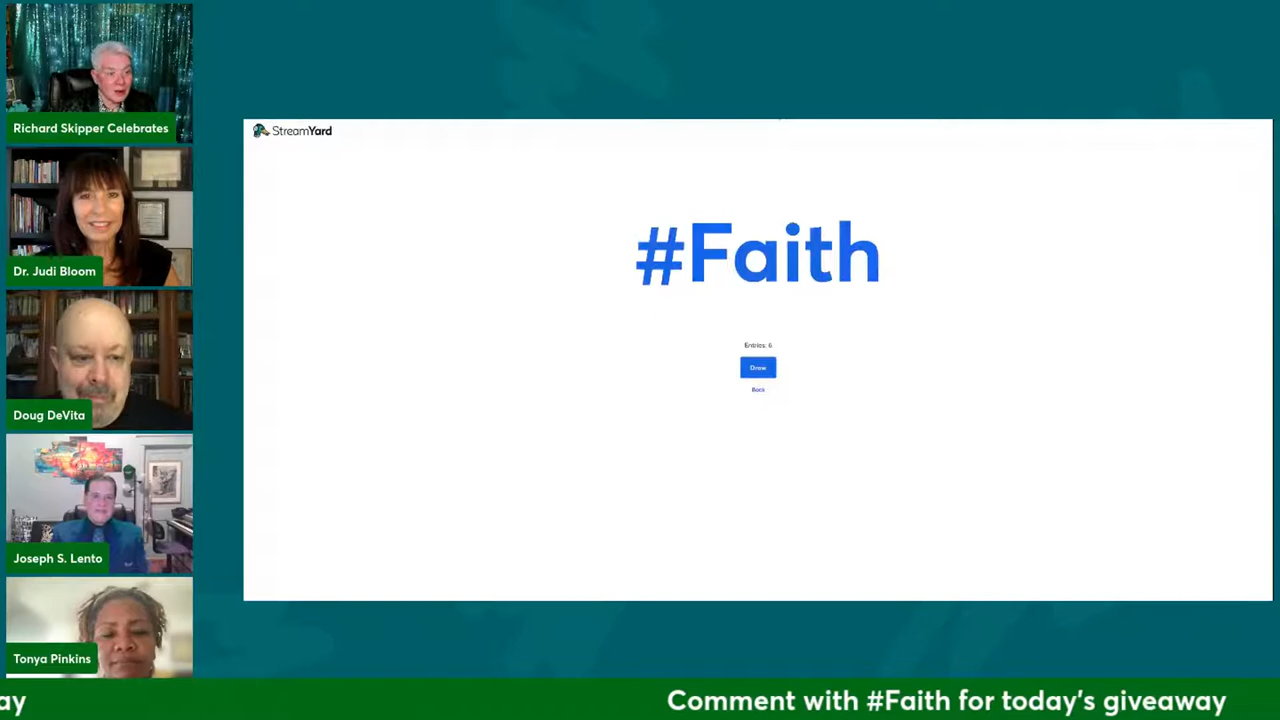 Richard Skipper Celebrates
Dr. Judi Bloom
Doug DeVita
Joseph S. Lento
Tonya Pinkins
StreamYard
#Faith
Entries: 6
Draw
Back
ay
Comment with #Faith for today's giveaway